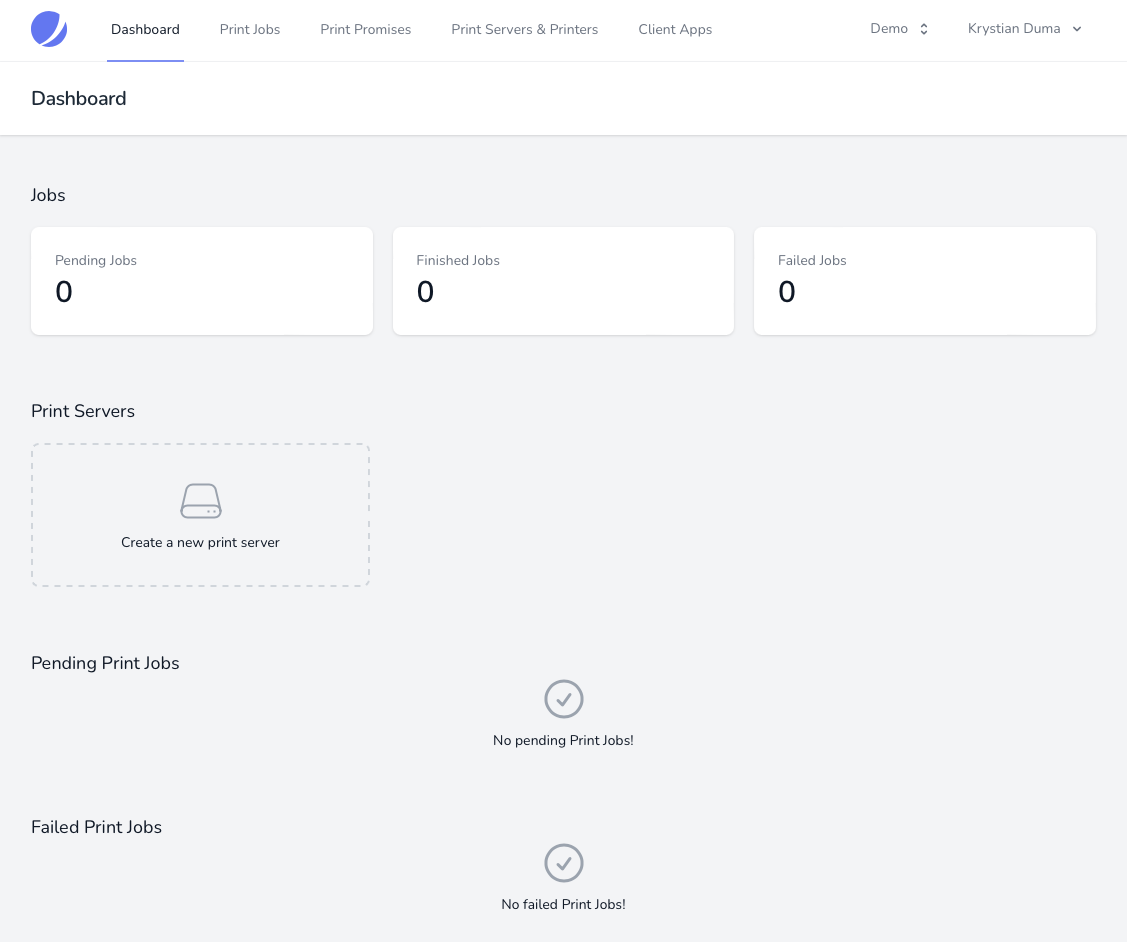 Dashboard Print Jobs Print Promises Print Servers & Printers Client Apps Demo Krystian Duma
Dashboard
Jobs
Pending Jobs Finished Jobs Failed Jobs
0 0 0
Print Servers
Create a new print server
Pending Print Jobs
No pending Print Jobs!
Failed Print Jobs
No failed Print Jobs!